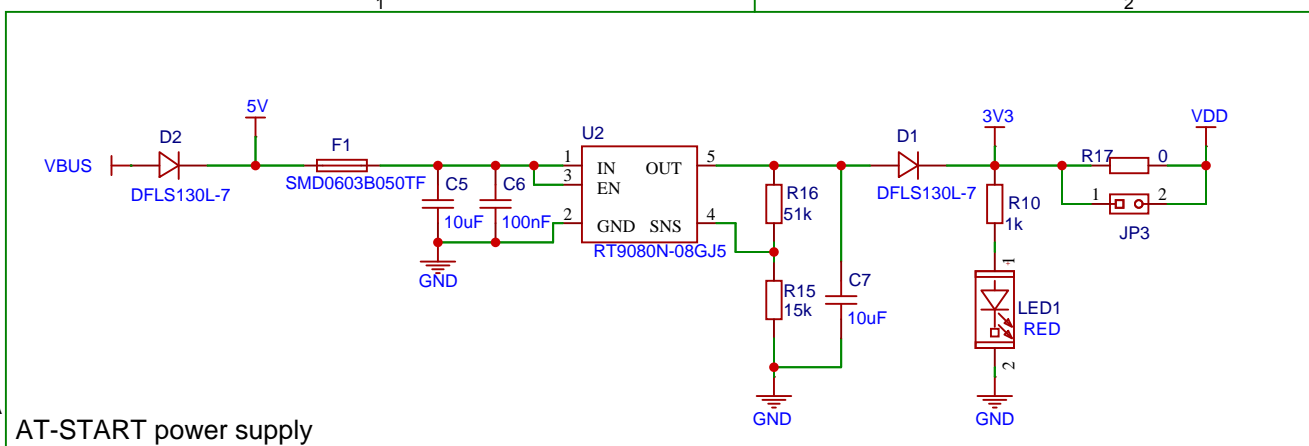 1
2
5V
3V3
VDD
D2
F1
U2
D1
VBUS
R17
0
DFLS130L-7
SMD0603B050TF
1
IN
OUT
5
DFLS130L-7
3
EN
C5
C6
R16
1
2
10uF
100nF
51k
R10
2
GND
SNS
4
1k
JP3
RT9080N-08GJ5
GND
1
R15
C7
15k
10uF
LED1
RED
2
GND
GND
AT-START power supply